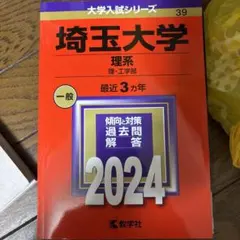 大学入試シリーズ
39
埼玉大学
理系
理・工学部
最近3ヵ年
一般
傾向と対策
過去問
解答
2024
教学社